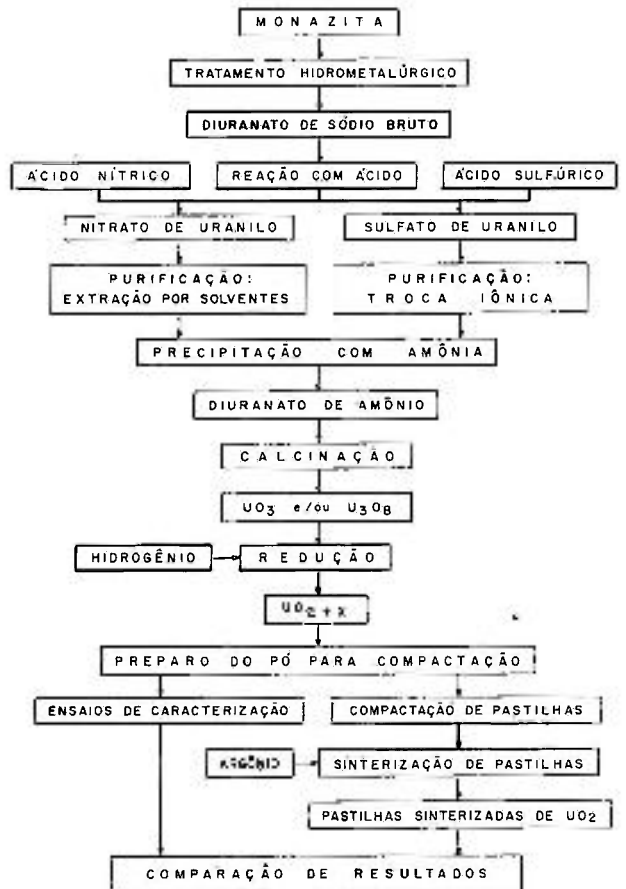 MONAZITA
TRATAMENTO HIDROMETALÚRGICO
DIURANATO DE SÓDIO BRUTO
ÁCIDO NÍTRICO
REAÇÃO COM ÁCIDO
ÁCIDO SULFÚRICO
NITRATO DE URANILO
SULFATO DE URANILO
PURIFICAÇÃO:
EXTRAÇÃO POR SOLVENTES
PURIFICAÇÃO:
TROCA IÔNICA
PRECIPITAÇÃO COM AMÔNIA
DIURANATO DE AMÔNIO
CALCINAÇÃO
UO3 e/ou U3O8
HIDROGÊNIO
REDUÇÃO
UO2+X
PREPARO DO PÓ PARA COMPACTAÇÃO
ENSAIOS DE CARACTERIZAÇÃO
COMPACTAÇÃO DE PASTILHAS
SINTERIZAÇÃO DE PASTILHAS
PASTILHAS SINTERIZADAS DE UO2
COMPARAÇÃO DE RESULTADOS